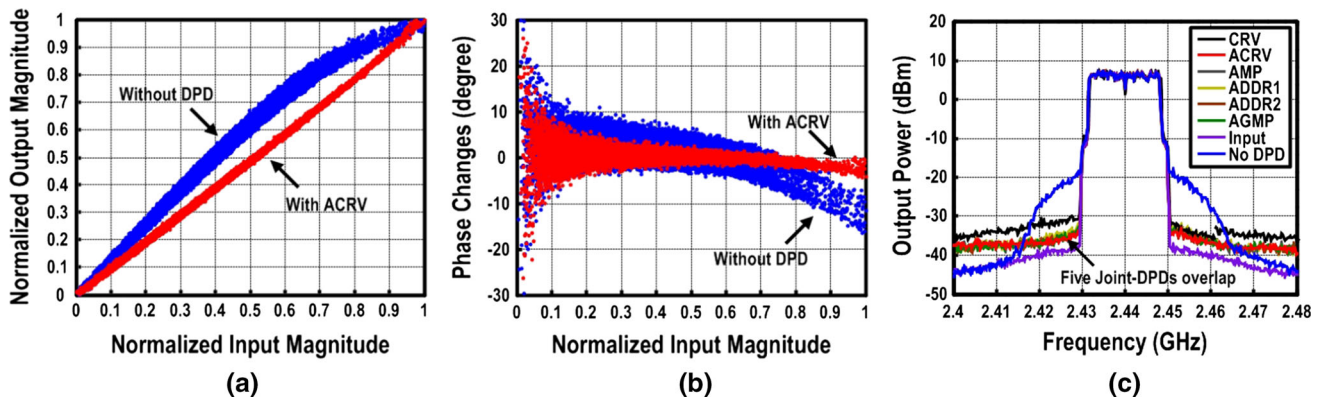 Normalized Output Magnitude
1
0.9
0.8
0.7
0.6
0.5
0.4
0.3
0.2
0.1
0
Without DPD
With ACRV
0 0.1 0.2 0.3 0.4 0.5 0.6 0.7 0.8 0.9 1
Normalized Input Magnitude
(a)
Phase Changes (degree)
30
20
10
0
-10
-20
-30
With ACRV
Without DPD
0 0.1 0.2 0.3 0.4 0.5 0.6 0.7 0.8 0.9 1
Normalized Input Magnitude
(b)
Output Power (dBm)
20
10
0
-10
-20
-30
-40
-50
CRV
ACRV
AMP
ADDR1
ADDR2
AGMP
Input
No DPD
Five Joint-DPDs overlap
2.4 2.41 2.42 2.43 2.44 2.45 2.46 2.47 2.48
Frequency (GHz)
(c)